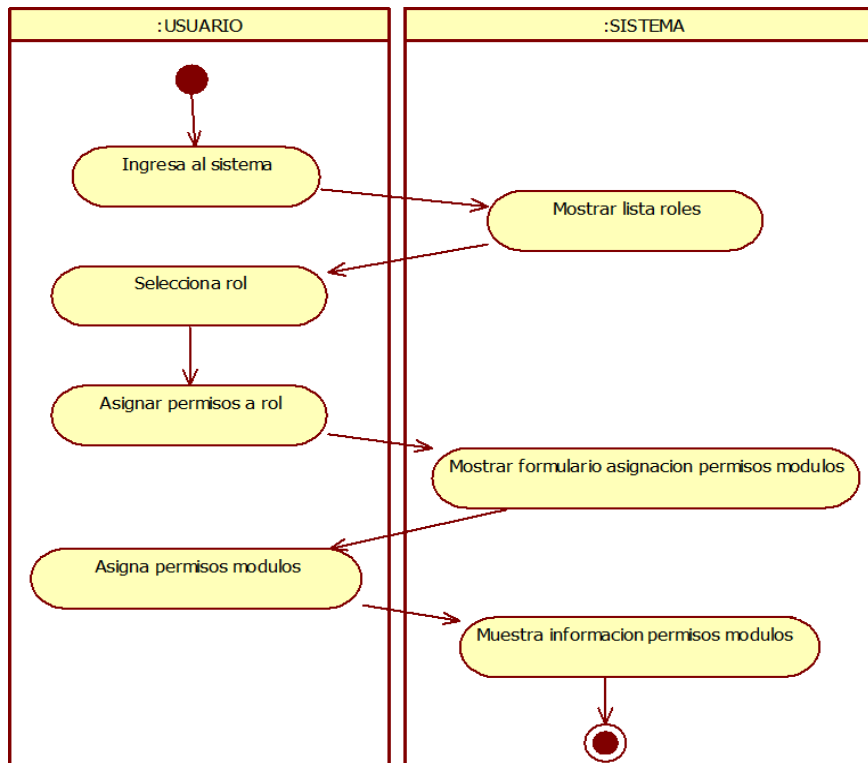 :USUARIO
:SISTEMA
Ingresa al sistema
Mostrar lista roles
Selecciona rol
Asignar permisos a rol
Mostrar formulario asignacion permisos modulos
Asigna permisos modulos
Muestra informacion permisos modulos